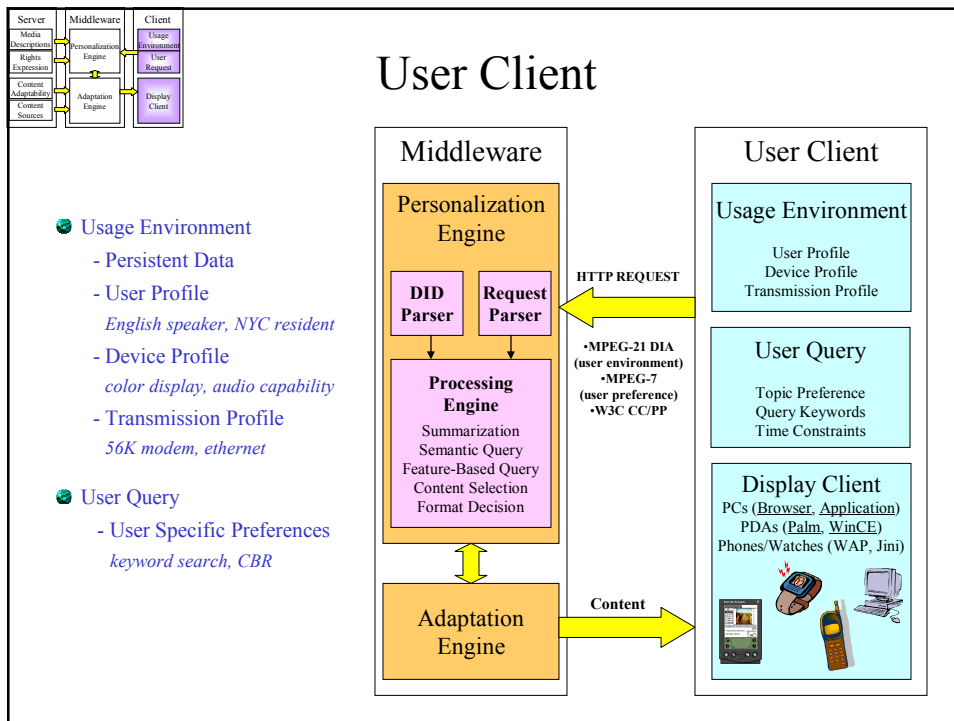 Server
Media
Descriptions
Rights
Expression
Content
Adaptability
Content
Sources
Middleware
Personalization
Engine
Adaptation
Engine
Client
Usage
Environment
User
Request
Display
Client
User Client
Usage Environment
- Persistent Data
- User Profile
English speaker, NYC resident
- Device Profile
color display, audio capability
- Transmission Profile
56K modem, ethernet
User Query
- User Specific Preferences
keyword search, CBR
Middleware
Personalization
Engine
DID
Parser
Request
Parser
Processing
Engine
Summarization
Semantic Query
Feature-Based Query
Content Selection
Format Decision
Adaptation
Engine
HTTP REQUEST
•MPEG-21 DIA
(user environment)
•MPEG-7
(user preference)
•W3C CC/PP
Content
User Client
Usage Environment
User Profile
Device Profile
Transmission Profile
User Query
Topic Preference
Query Keywords
Time Constraints
Display Client
PCs (Browser, Application)
PDAs (Palm, WinCE)
Phones/Watches (WAP, Jini)